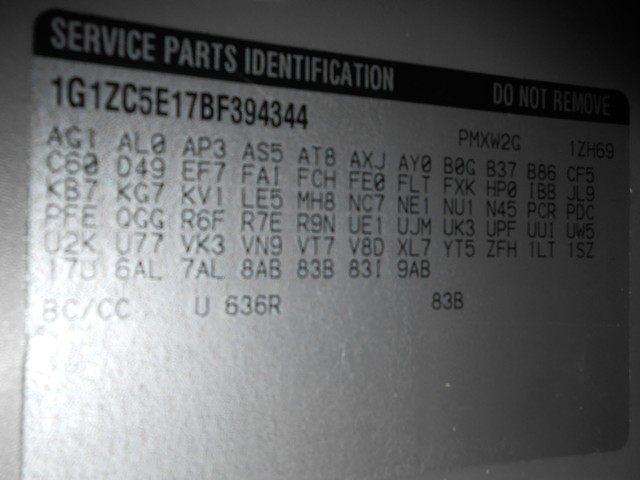 SERVICE PARTS IDENTIFICATION DO NOT REMOVE
1G1ZC5E17BF394344
PMXW2G 1ZH69
AG1 AL0 AP3 AS5 AT8 AXJ AY0 B0G B37 B86 CF5
C60 D49 EF7 FAI FCH FE0 FLT FXK HP0 IBB JL9
KB7 KG7 KV1 LE5 MH8 NC7 NE1 NU1 N45 PCR PDC
PFE QGG R6F R7E R9N UE1 UJM UK3 UPF UUI UW5
U2K U77 VK3 VN9 VT7 V8D XL7 YT5 ZFH 1LT 1SZ
17U 6AL 7AL 8AB 83B 83I 9AB
BC/CC U 636R 83B